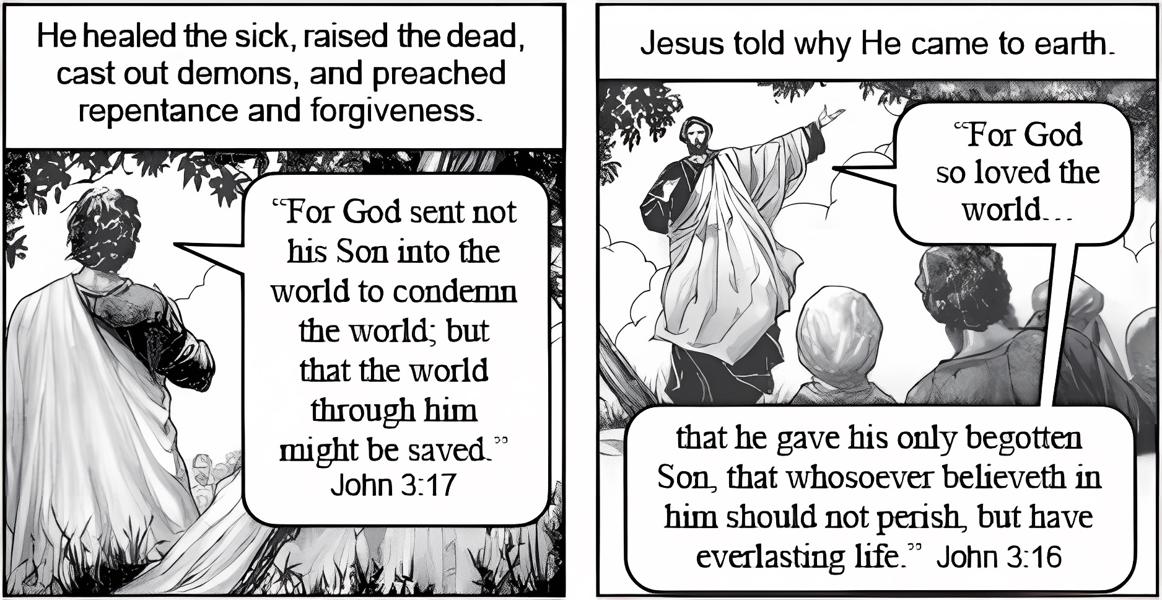 He healed the sick, raised the dead,
cast out demons, and preached
repentance and forgiveness.
“For God sent not
his Son into the
world to condemn
the world; but
that the world
through him
might be saved.”
John 3:17
Jesus told why He came to earth.
“For God
so loved the
world...
that he gave his only begotten
Son, that whosoever believeth in
him should not perish, but have
everlasting life.” John 3:16